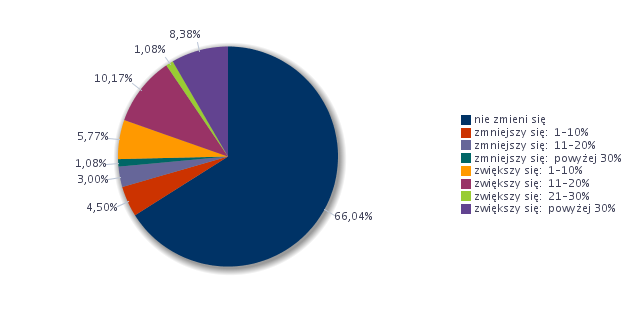 8,38%
1,08%
10,17%
5,77%
1,08%
3,00%
4,50%
66,04%
nie zmieni się
zmniejszy się: 1-10%
zmniejszy się: 11-20%
zmniejszy się: powyżej 30%
zwiększy się: 1-10%
zwiększy się: 11-20%
zwiększy się: 21-30%
zwiększy się: powyżej 30%